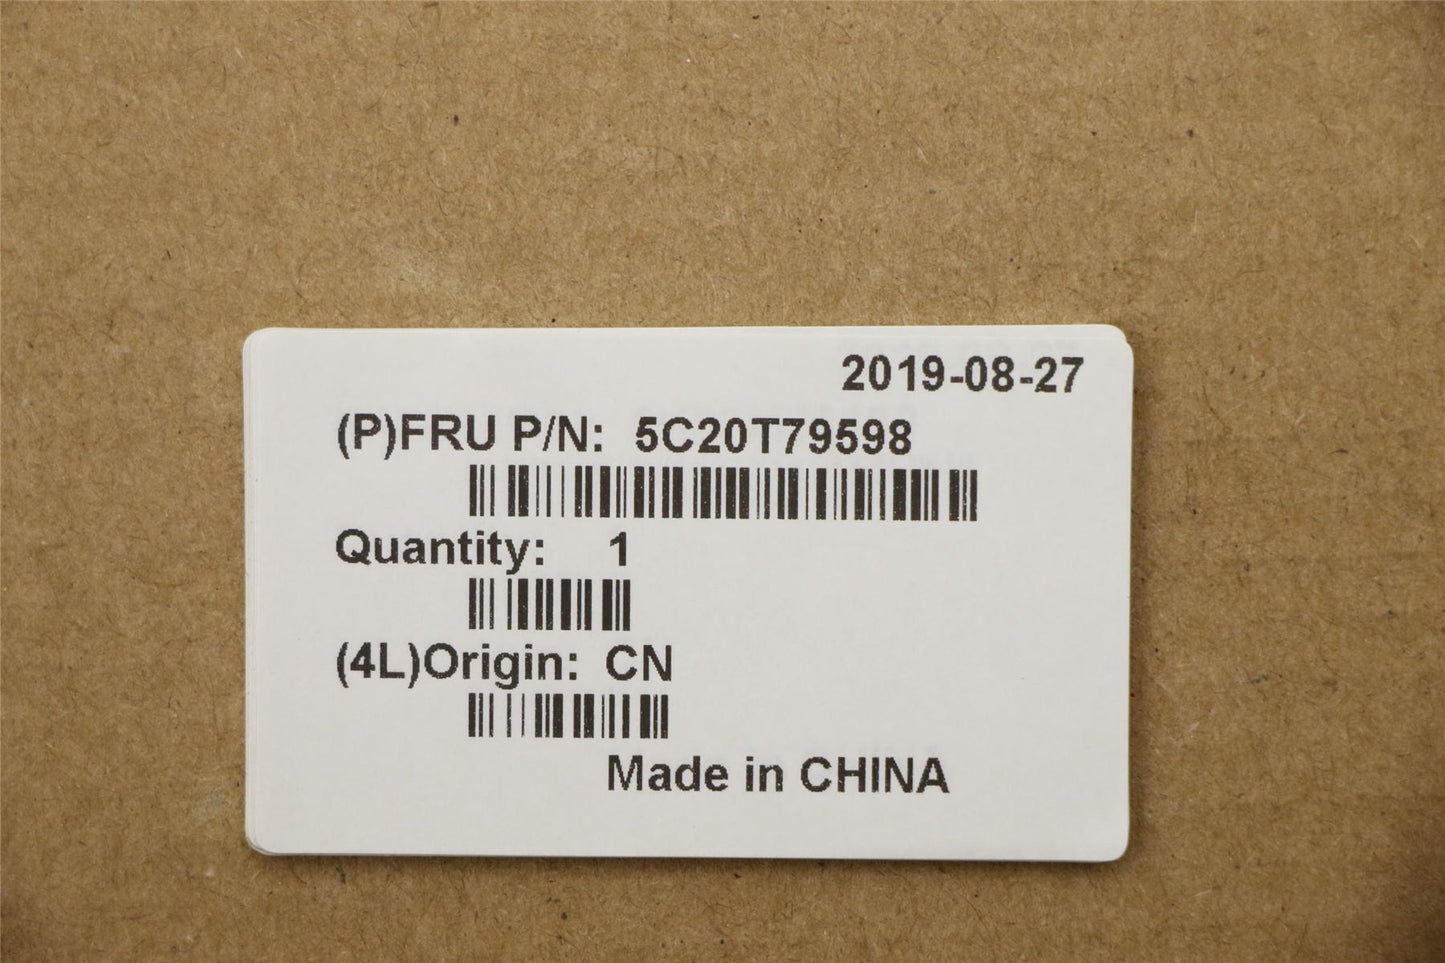 2019-08-27
(P)FRU P/N: 5C20T79598
Quantity: 1
(4L)Origin: CN
Made in CHINA